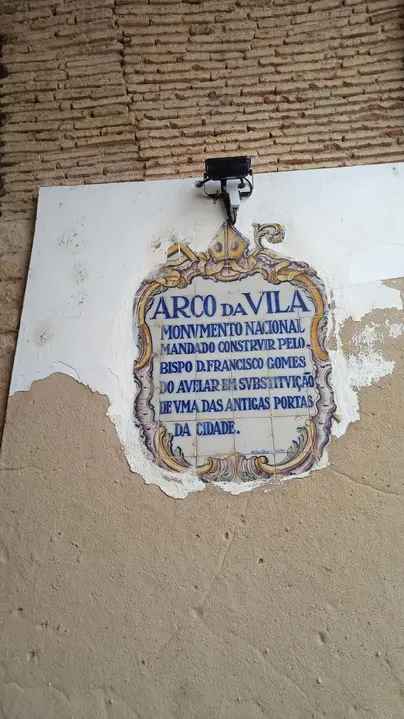 ARCO DA VILA
MONVMENTO NACIONAL
MANDADO CONSTRVIR PELO
BISPO D. FRANCISCO GOMES
DO AVELAR EM SVBSTITVIÇÃO
DE VMA DAS ANTIGAS PORTAS
DA CIDADE.